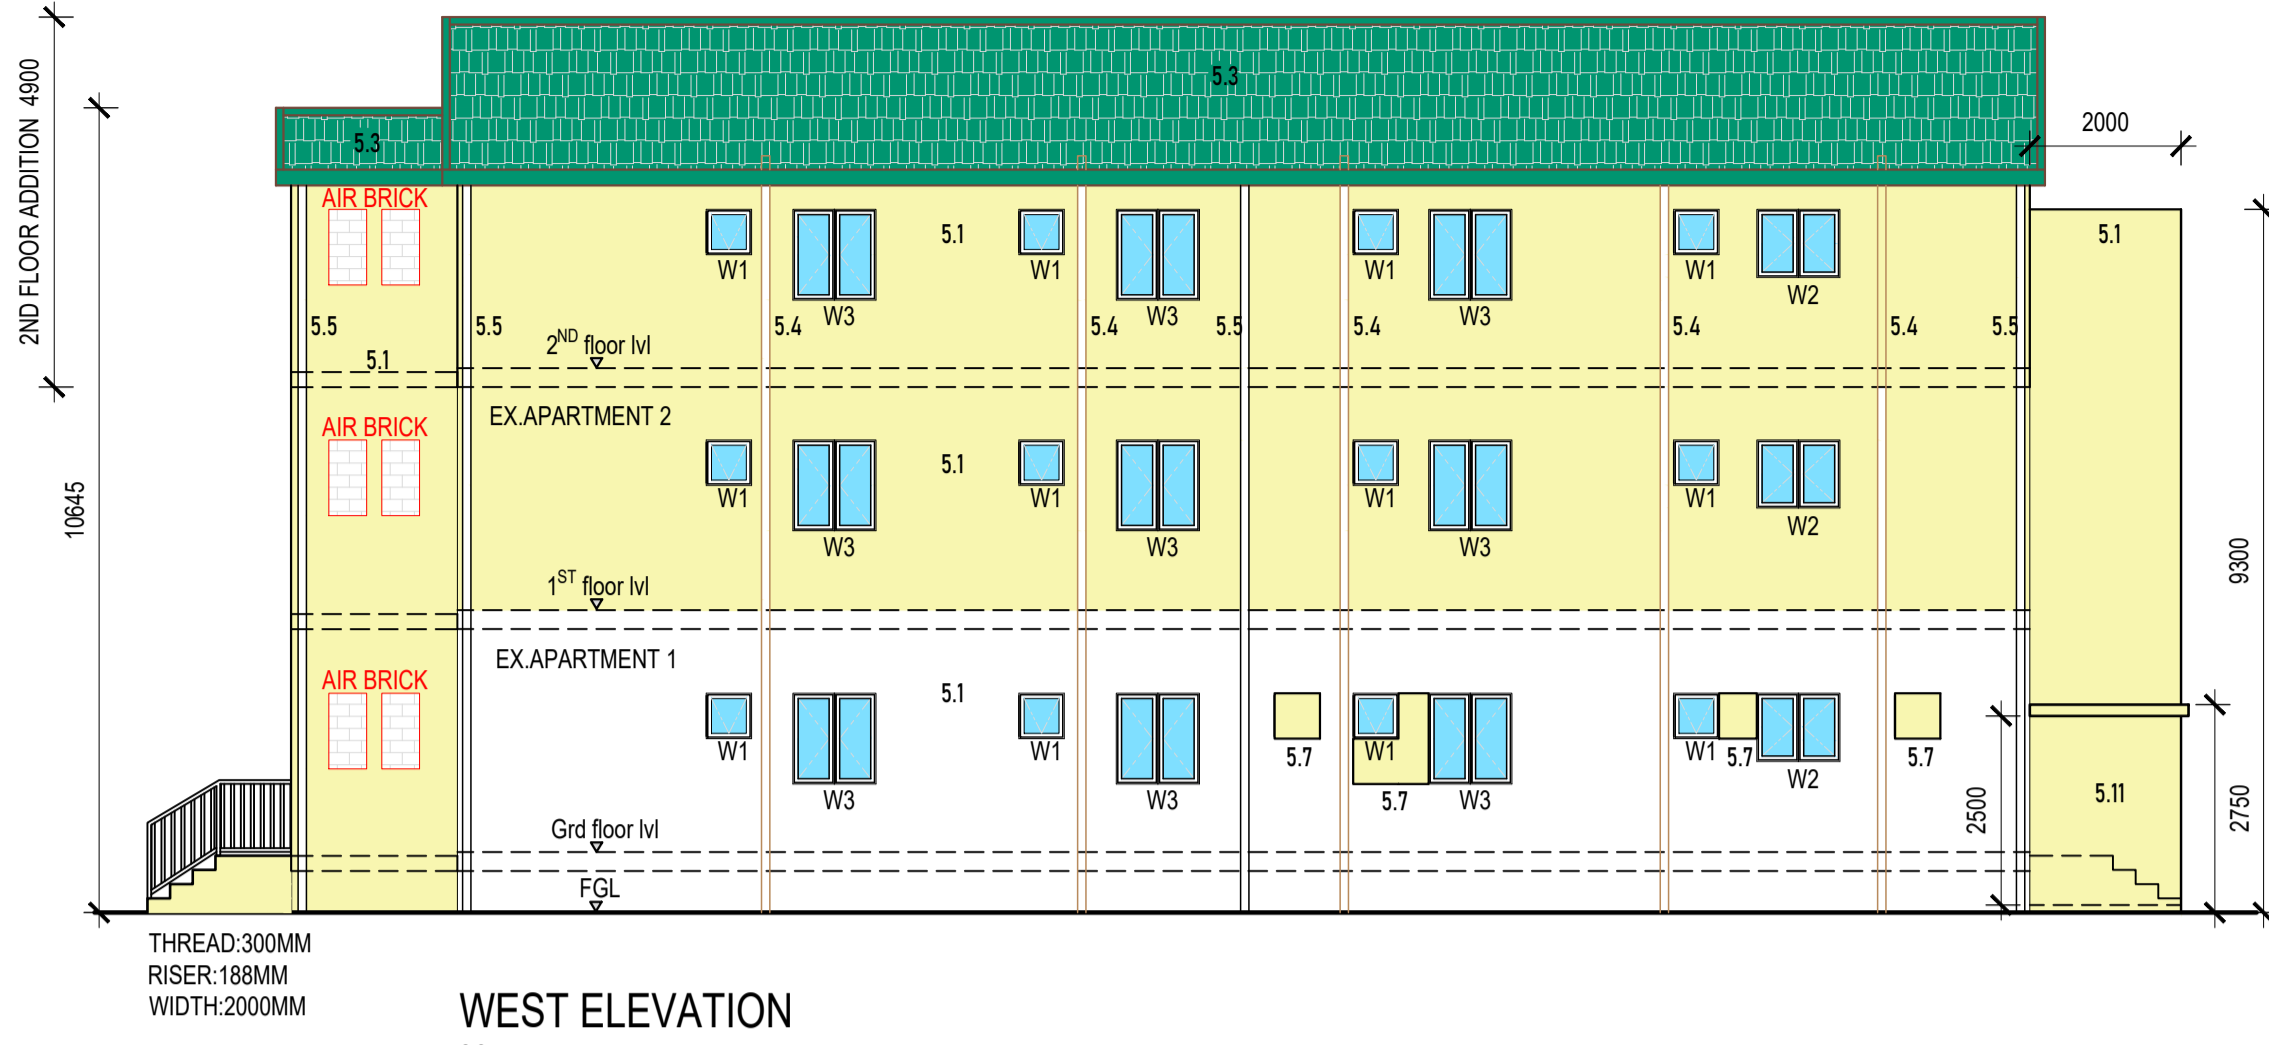 5.3
2ND FLOOR ADDITION 4900
5.3
2000
AIR BRICK
5.1
5.1
W1
W3
W1
W3
W1
W3
W1
W2
5.5
5.5
5.4
5.4
5.5
5.4
5.4
5.4
5.5
2ND floor lvl
5.1
EX.APARTMENT 2
AIR BRICK
5.1
W1
W3
W1
W3
W1
W3
W1
W2
10645
9300
1ST floor lvl
EX.APARTMENT 1
AIR BRICK
5.1
W1
W3
W1
W3
5.7
W1
5.7
W3
W1
5.7
W2
5.7
5.11
2500
2750
Grd floor lvl
FGL
THREAD:300MM
RISER:188MM
WIDTH:2000MM
WEST ELEVATION